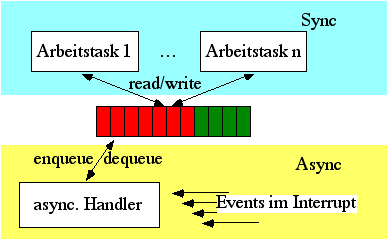 Sync
Arbeitstask 1 ... Arbeitstask n
read/write
enqueue dequeue
Async
async. Handler
Events im Interrupt